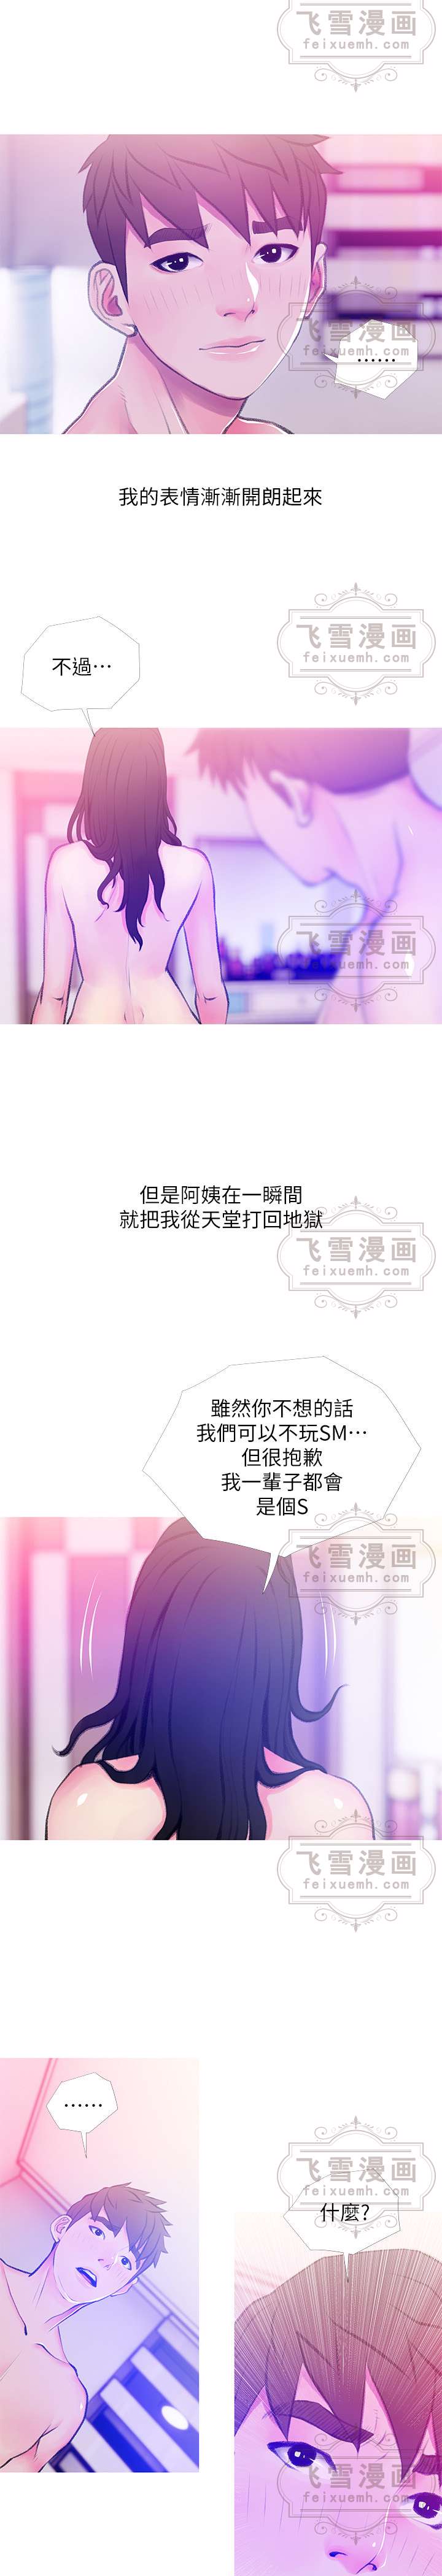 飞雪漫画
feixuemh.com
飞雪漫画
feixuemh.com
……
我的表情漸漸開朗起來
飞雪漫画
feixuemh.com
不過…
飞雪漫画
feixuemh.com
但是阿姨在一瞬間
就把我從天堂打回地獄
飞雪漫画
feixuemh.com
雖然你不想的話
我們可以不玩SM…
但很抱歉
我一輩子都會
是個S
飞雪漫画
feixuemh.com
飞雪漫画
feixuemh.com
……
飞雪漫画
feixuemh.com
什麼?
飞雪漫画
feixuemh.com